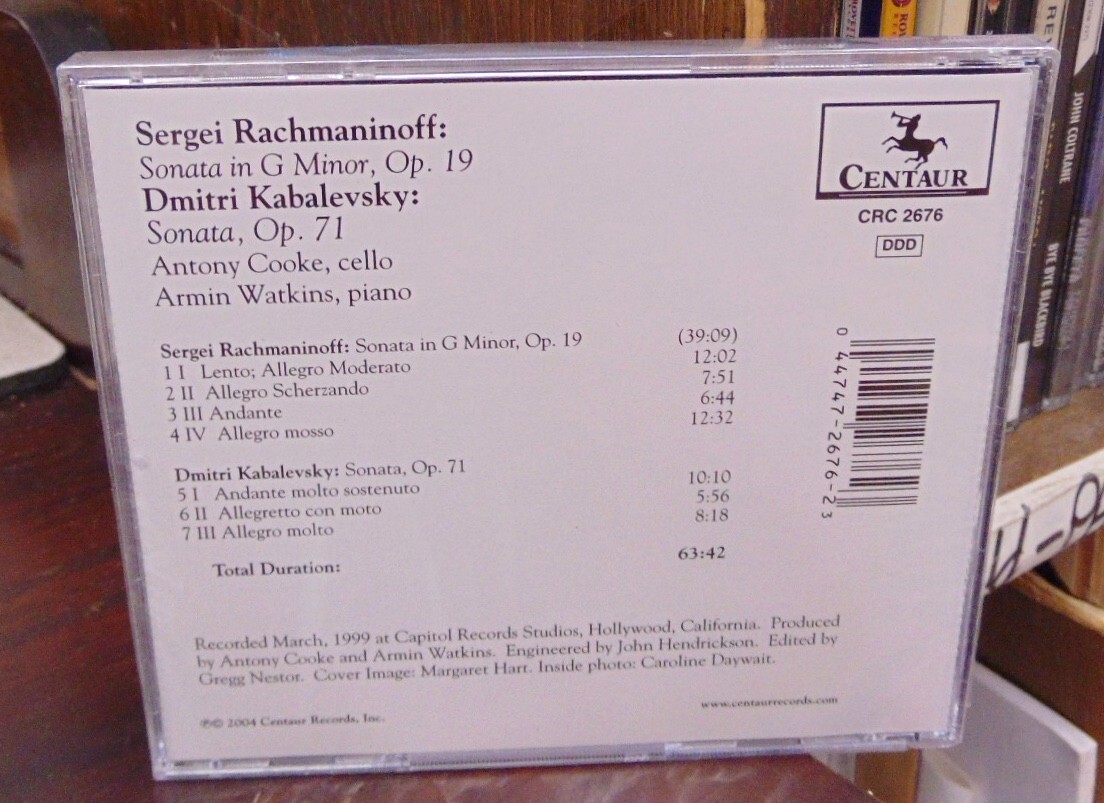 Sergei Rachmaninoff:
Sonata in G Minor, Op. 19
Dmitri Kabalevsky:
Sonata, Op. 71
Antony Cooke, cello
Armin Watkins, piano
CENTAUR
CRC 2676
DDD
Sergei Rachmaninoff: Sonata in G Minor, Op. 19 (39:09)
1 I Lento; Allegro Moderato 12:02
2 II Allegro Scherzando 7:51
3 III Andante 6:44
4 IV Allegro mosso 12:32
Dmitri Kabalevsky: Sonata, Op. 71
5 I Andante molto sostenuto 10:10
6 II Allegretto con moto 5:56
7 III Allegro molto 8:18
Total Duration: 63:42
0 44747-2676-2 3
Recorded March, 1999 at Capitol Records Studios, Hollywood, California. Produced
by Antony Cooke and Armin Watkins. Engineered by John Hendrickson. Edited by
Gregg Nestor. Cover Image: Margaret Hart. Inside photo: Caroline Daywait.
℗© 2004 Centaur Records, Inc.
www.centaurrecords.com
JOHN COLTRANE
BYE BYE BLACKBIRD